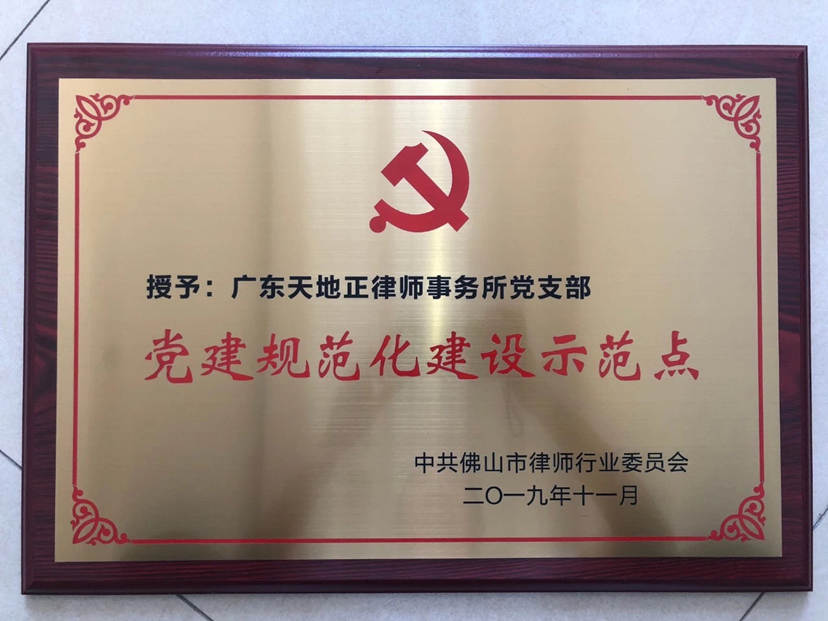 授予：广东天地正律师事务所党支部
党建规范化建设示范点
中共佛山市律师行业委员会
二〇一九年十一月